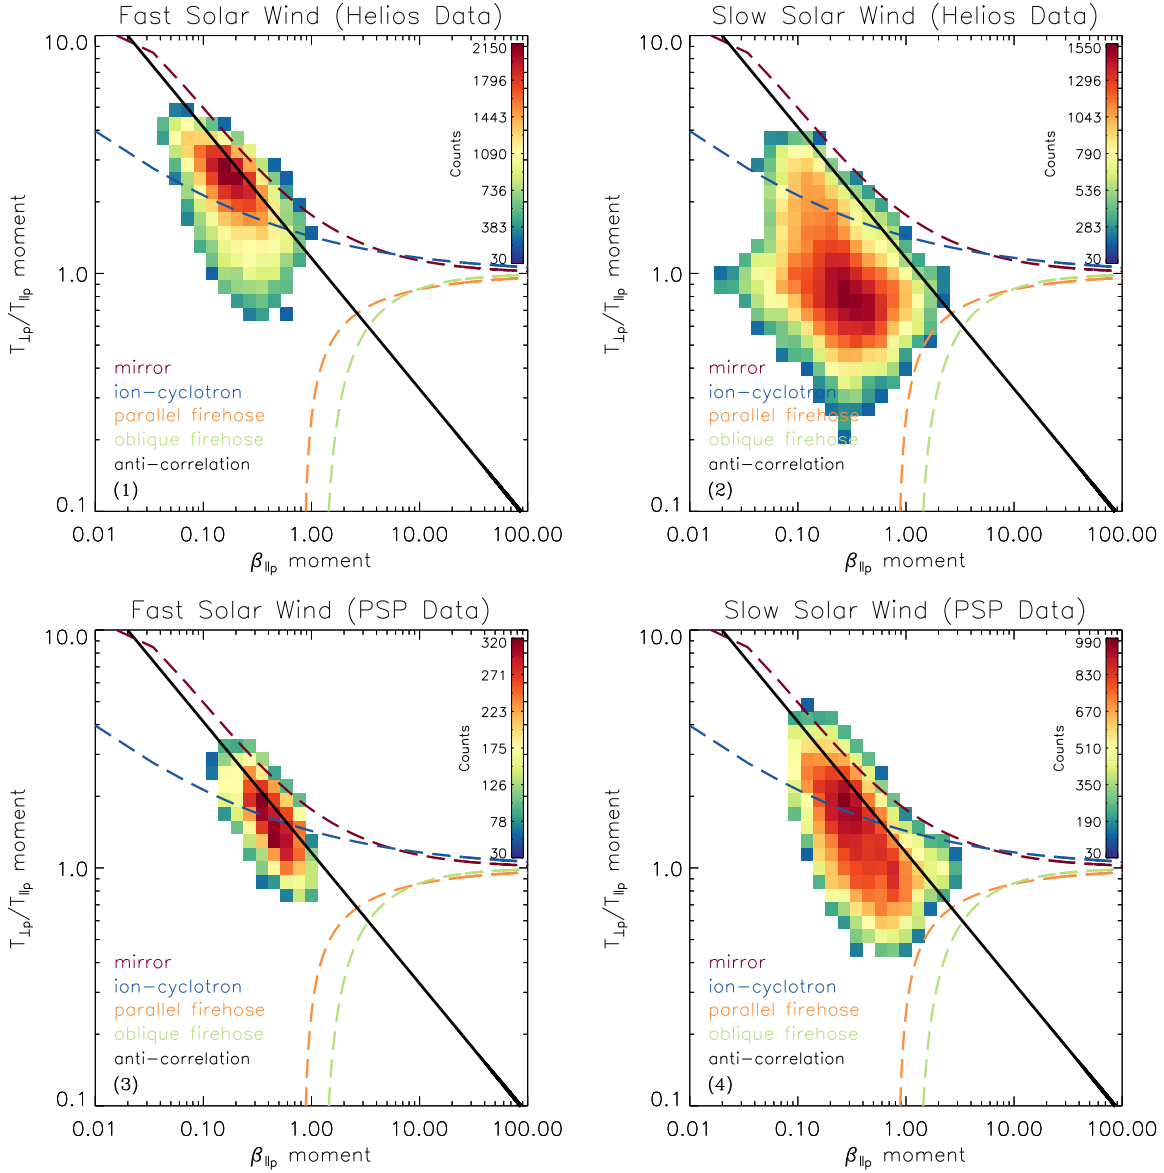 Fast Solar Wind (Helios Data)
10.0
1.0
0.1
T⊥p/T∥p moment
2150
1796
1443
1090
736
383
30
Counts
mirror
ion-cyclotron
parallel firehose
oblique firehose
anti-correlation
(1)
0.01 0.10 1.00 10.00 100.00
β∥p moment
Slow Solar Wind (Helios Data)
10.0
1.0
0.1
T⊥p/T∥p moment
1550
1296
1043
790
536
283
30
Counts
mirror
ion-cyclotron
parallel firehose
oblique firehose
anti-correlation
(2)
0.01 0.10 1.00 10.00 100.00
β∥p moment
Fast Solar Wind (PSP Data)
10.0
1.0
0.1
T⊥p/T∥p moment
320
271
223
175
126
78
30
Counts
mirror
ion-cyclotron
parallel firehose
oblique firehose
anti-correlation
(3)
0.01 0.10 1.00 10.00 100.00
β∥p moment
Slow Solar Wind (PSP Data)
10.0
1.0
0.1
T⊥p/T∥p moment
990
830
670
510
350
190
30
Counts
mirror
ion-cyclotron
parallel firehose
oblique firehose
anti-correlation
(4)
0.01 0.10 1.00 10.00 100.00
β∥p moment